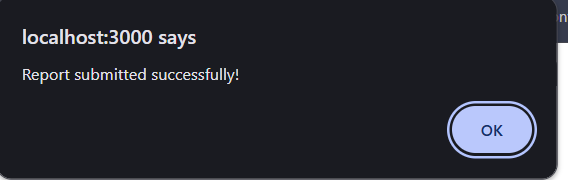 localhost:3000 says
Report submitted successfully!
OK